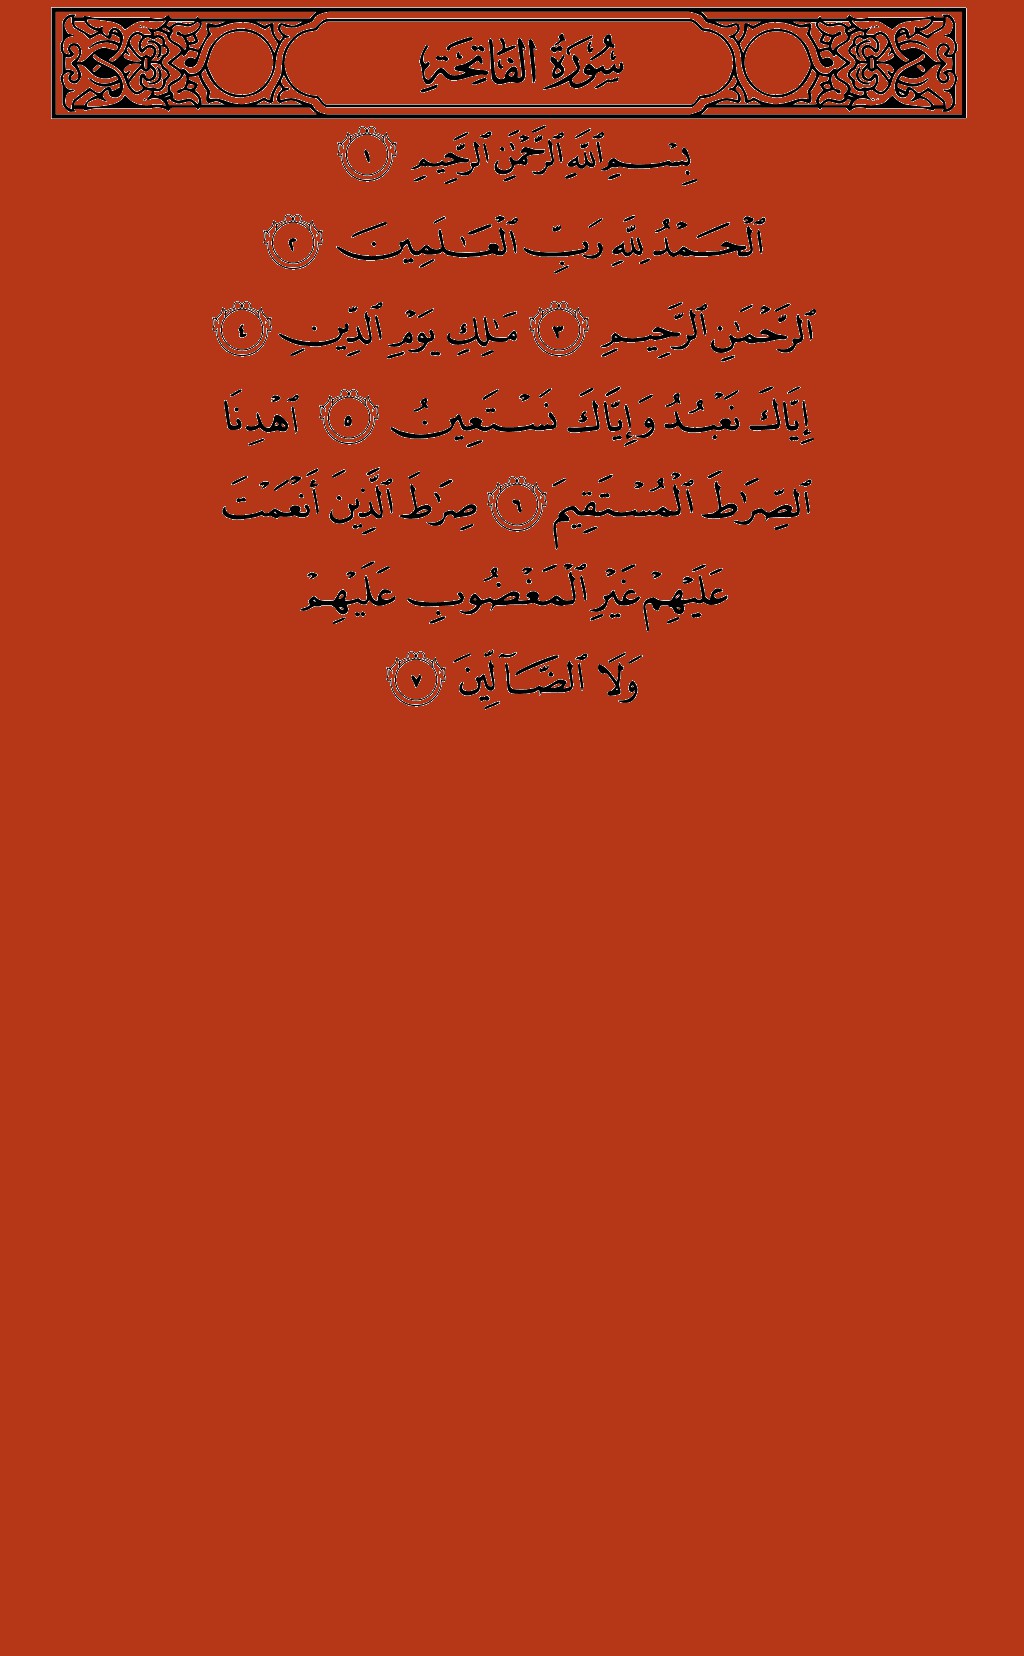 سُورَةُ الفَاتِحَةِ
بِسْمِ ٱللَّهِ ٱلرَّحْمَٰنِ ٱلرَّحِيمِ ١
ٱلْحَمْدُ لِلَّهِ رَبِّ ٱلْعَٰلَمِينَ ٢
ٱلرَّحْمَٰنِ ٱلرَّحِيمِ ٣ مَٰلِكِ يَوْمِ ٱلدِّينِ ٤
إِيَّاكَ نَعْبُدُ وَإِيَّاكَ نَسْتَعِينُ ٥ ٱهْدِنَا
ٱلصِّرَٰطَ ٱلْمُسْتَقِيمَ ٦ صِرَٰطَ ٱلَّذِينَ أَنْعَمْتَ
عَلَيْهِمْ غَيْرِ ٱلْمَغْضُوبِ عَلَيْهِمْ
وَلَا ٱلضَّآلِّينَ ٧